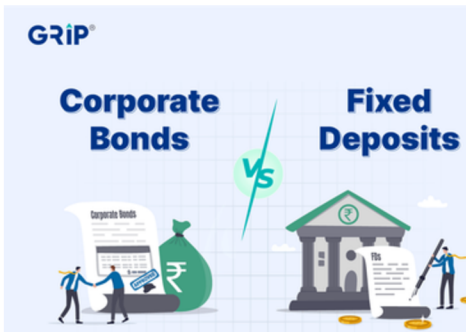 GRIP®
Corporate
Bonds
VS
Fixed
Deposits
Corporate Bonds
₹
₹
FDs